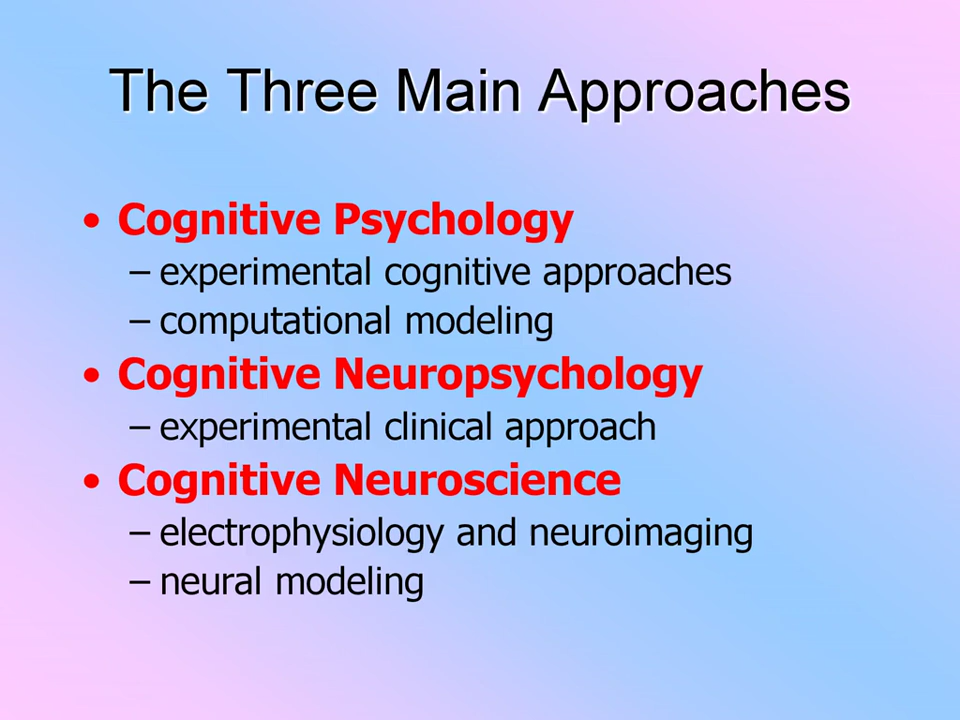 The Three Main Approaches
• Cognitive Psychology
– experimental cognitive approaches
– computational modeling
• Cognitive Neuropsychology
– experimental clinical approach
• Cognitive Neuroscience
– electrophysiology and neuroimaging
– neural modeling